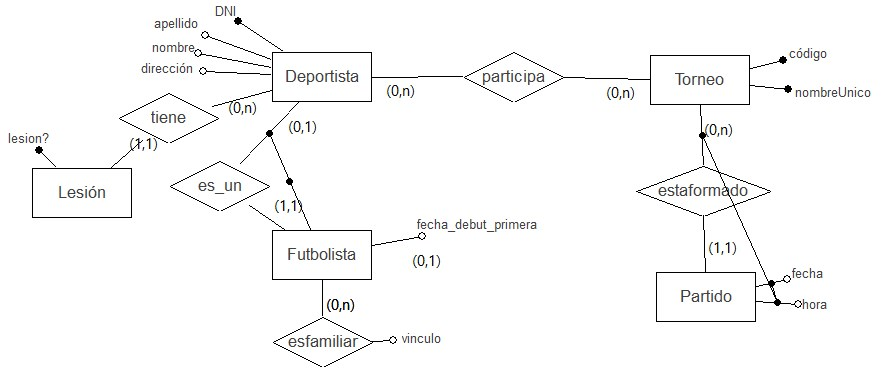 DNI
apellido
nombre
dirección
Deportista
(0,n)
participa
(0,n)
Torneo
código
nombreUnico
(0,n)
tiene
(0,1)
(0,n)
lesion?
(1,1)
Lesión
es_un
(1,1)
estaformado
fecha_debut_primera
Futbolista
(0,1)
(1,1)
fecha
Partido
hora
(0,n)
esfamiliar
vinculo